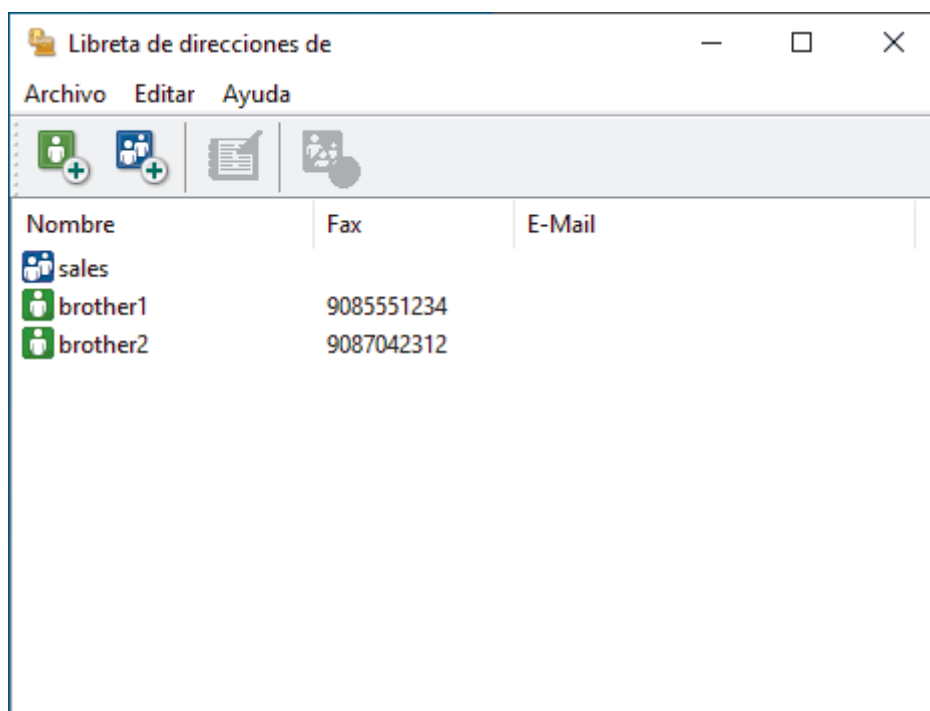 Libreta de direcciones de
Archivo Editar Ayuda
Nombre Fax E-Mail
sales
brother1 9085551234
brother2 9087042312